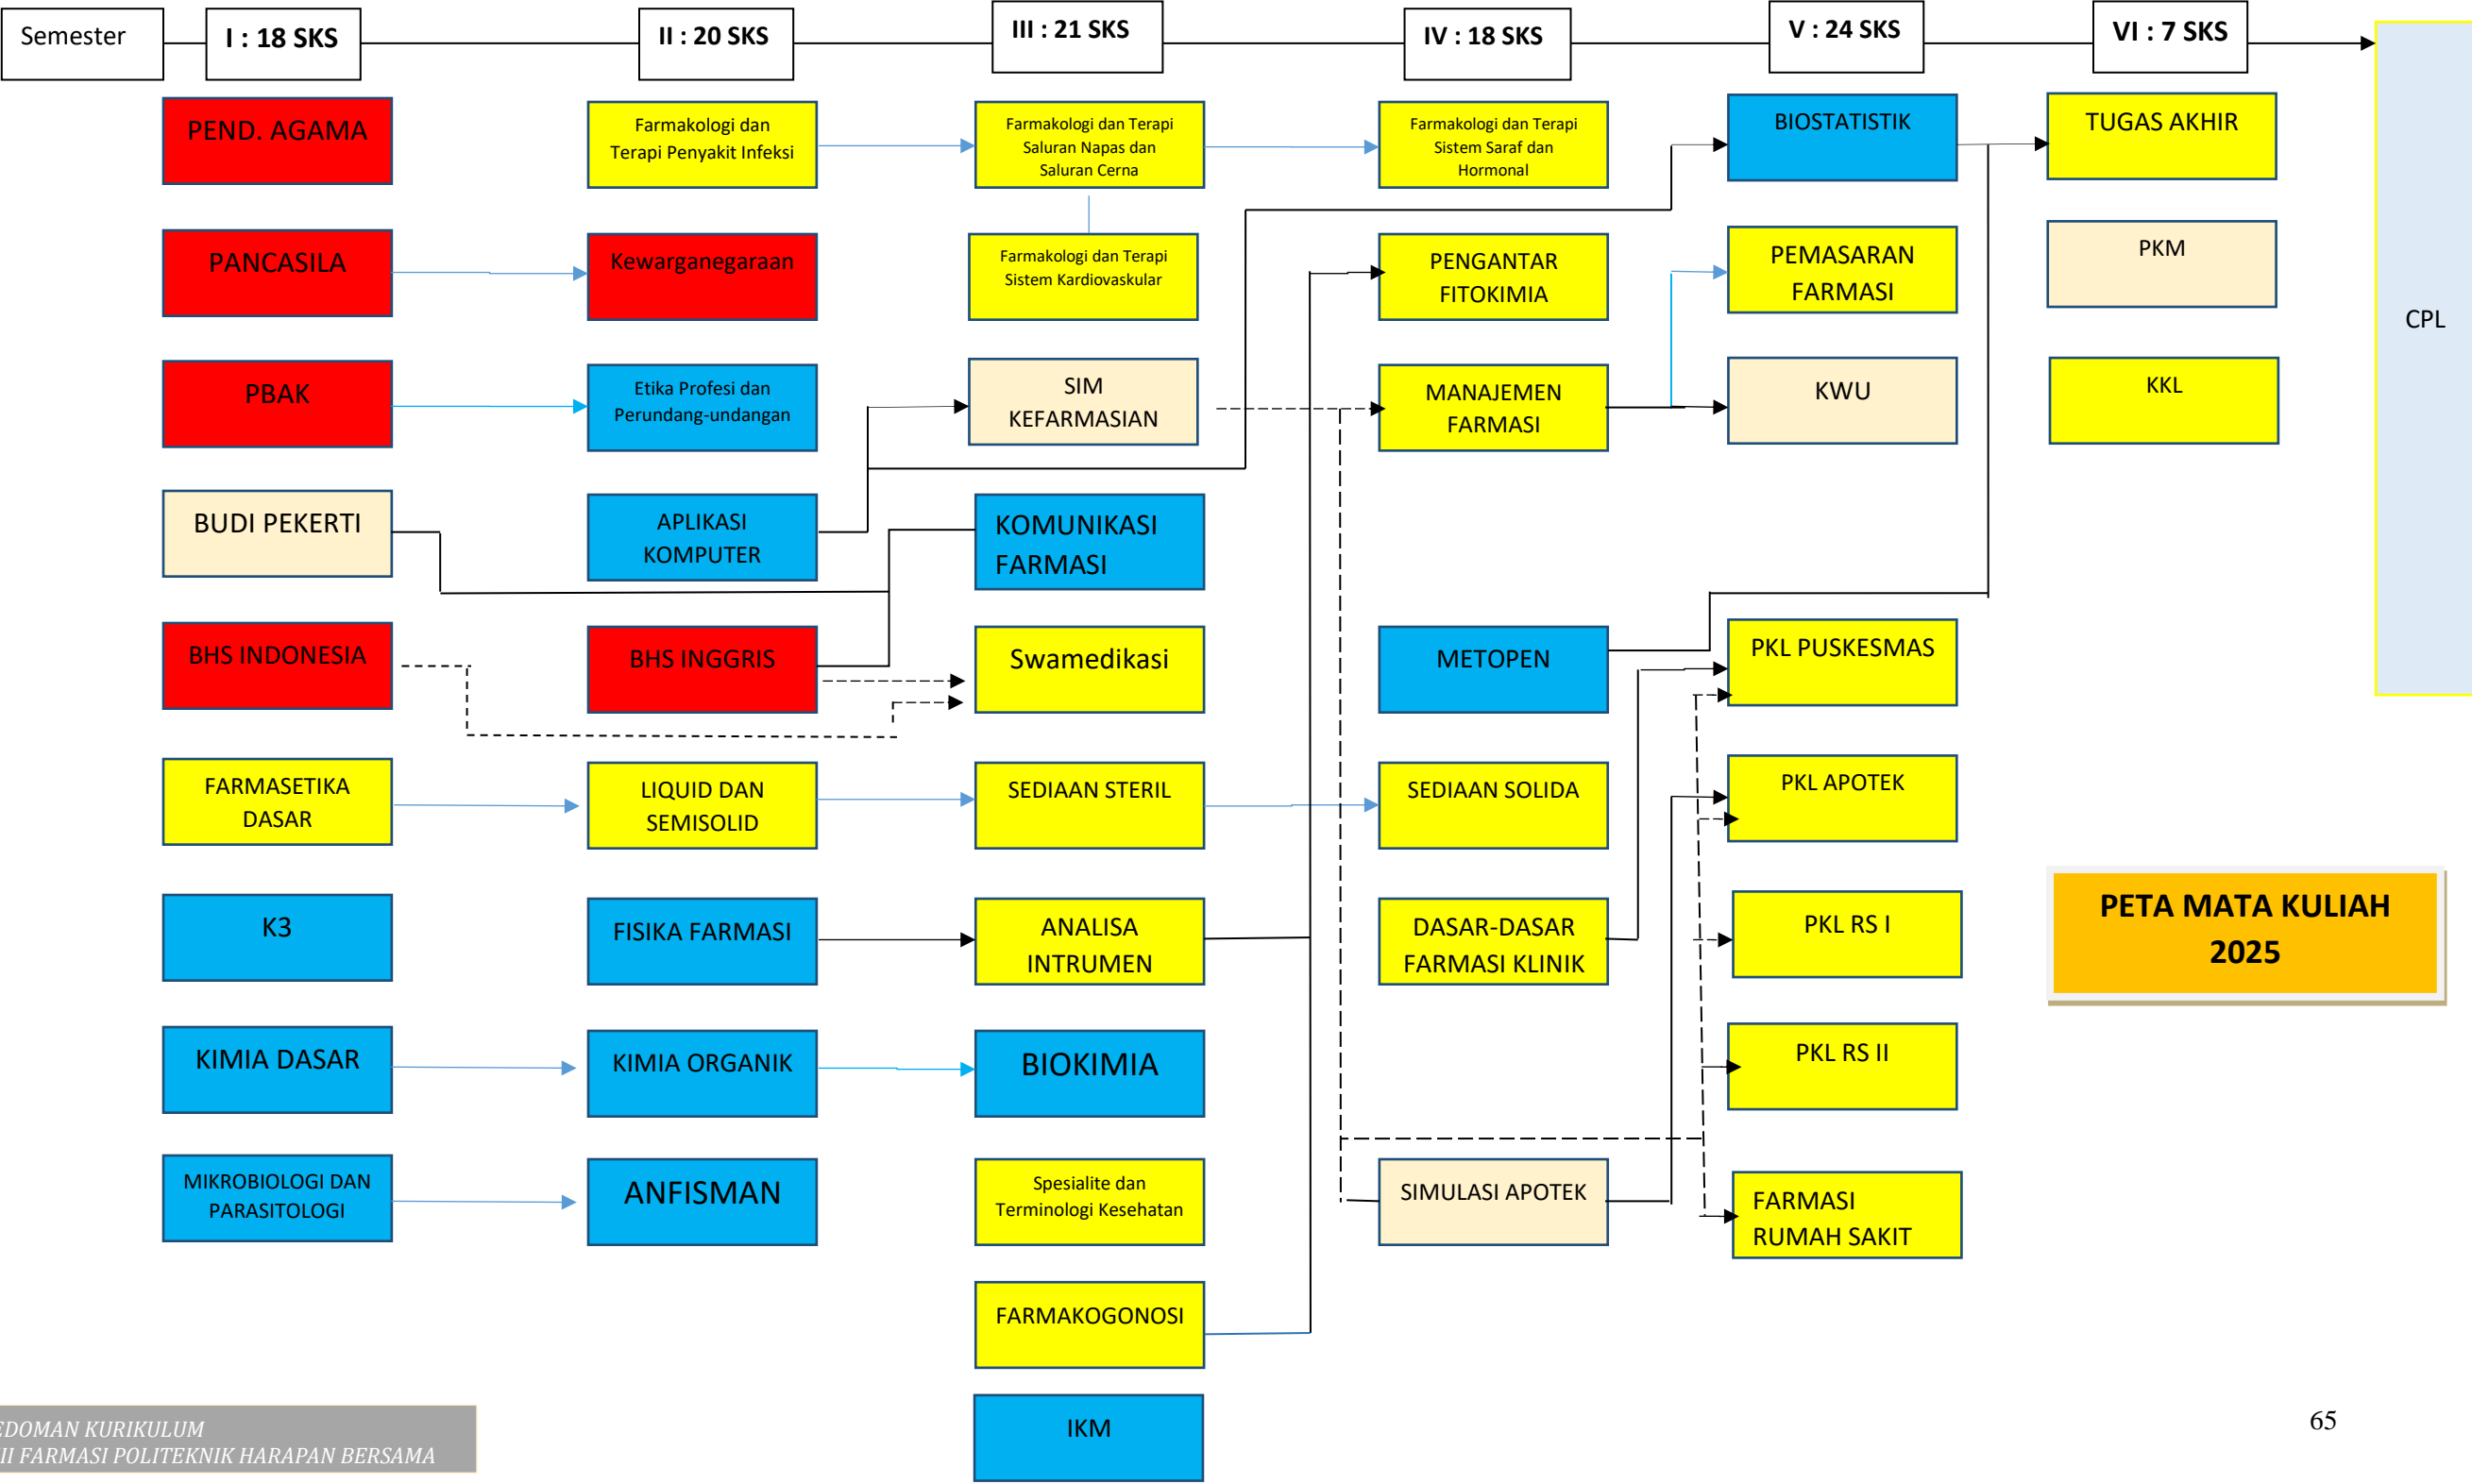 Semester
I : 18 SKS
II : 20 SKS
III : 21 SKS
IV : 18 SKS
V : 24 SKS
VI : 7 SKS
PEND. AGAMA
Farmakologi dan
Terapi Penyakit Infeksi
Farmakologi dan Terapi
Saluran Napas dan
Saluran Cerna
Farmakologi dan Terapi
Sistem Saraf dan
Hormonal
BIOSTATISTIK
TUGAS AKHIR
PANCASILA
Kewarganegaraan
Farmakologi dan Terapi
Sistem Kardiovaskular
PENGANTAR
FITOKIMIA
PEMASARAN
FARMASI
PKM
CPL
PBAK
Etika Profesi dan
Perundang-undangan
SIM
KEFARMASIAN
MANAJEMEN
FARMASI
KWU
KKL
BUDI PEKERTI
APLIKASI
KOMPUTER
KOMUNIKASI
FARMASI
BHS INDONESIA
BHS INGGRIS
Swamedikasi
METOPEN
PKL PUSKESMAS
FARMASETIKA
DASAR
LIQUID DAN
SEMISOLID
SEDIAAN STERIL
SEDIAAN SOLIDA
PKL APOTEK
K3
FISIKA FARMASI
ANALISA
INTRUMEN
DASAR-DASAR
FARMASI KLINIK
PKL RS I
PETA MATA KULIAH
2025
KIMIA DASAR
KIMIA ORGANIK
BIOKIMIA
PKL RS II
MIKROBIOLOGI DAN
PARASITOLOGI
ANFISMAN
Spesialite dan
Terminologi Kesehatan
SIMULASI APOTEK
FARMASI
RUMAH SAKIT
FARMAKOGONOSI
IKM
EDOMAN KURIKULUM
II FARMASI POLITEKNIK HARAPAN BERSAMA
65